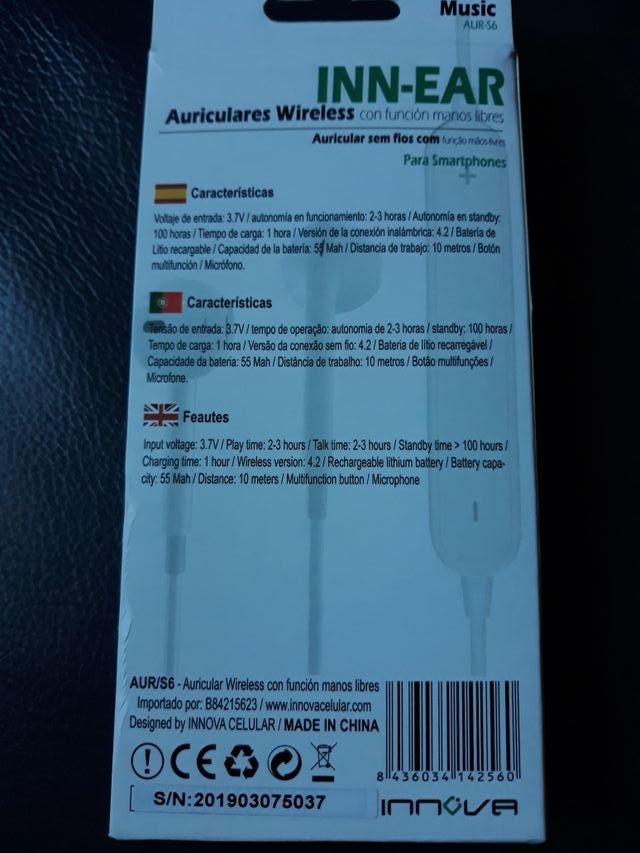 Music
AUR-S6
INN-EAR
Auriculares Wireless con función manos libres
Auricular sem fios com função mãos-livres
Para Smartphones
Características
Voltaje de entrada: 3.7V / autonomía en funcionamiento: 2-3 horas / Autonomía en standby:
100 horas / Tiempo de carga: 1 hora / Versión de la conexión inalámbrica: 4.2 / Batería de
Litio recargable / Capacidad de la batería: 55 Mah / Distancia de trabajo: 10 metros / Botón
multifunción / Micrófono.
Características
Tensão de entrada: 3.7V / tempo de operação: autonomia de 2-3 horas / standby: 100 horas /
Tempo de carga: 1 hora / Versão da conexão sem fio: 4.2 / Bateria de lítio recarregável /
Capacidade da bateria: 55 Mah / Distância de trabalho: 10 metros / Botão multifunções /
Microfone.
Feautes
Input voltage: 3.7V / Play time: 2-3 hours / Talk time: 2-3 hours / Standby time > 100 hours /
Charging time: 1 hour / Wireless version: 4.2 / Rechargeable lithium battery / Battery capa-
city: 55 Mah / Distance: 10 meters / Multifunction button / Microphone
AUR/S6 - Auricular Wireless con función manos libres
Importado por: B84215623 / www.innovacelular.com
Designed by INNOVA CELULAR / MADE IN CHINA
CE
8 436034 142560
S/N:201903075037
INNOVA